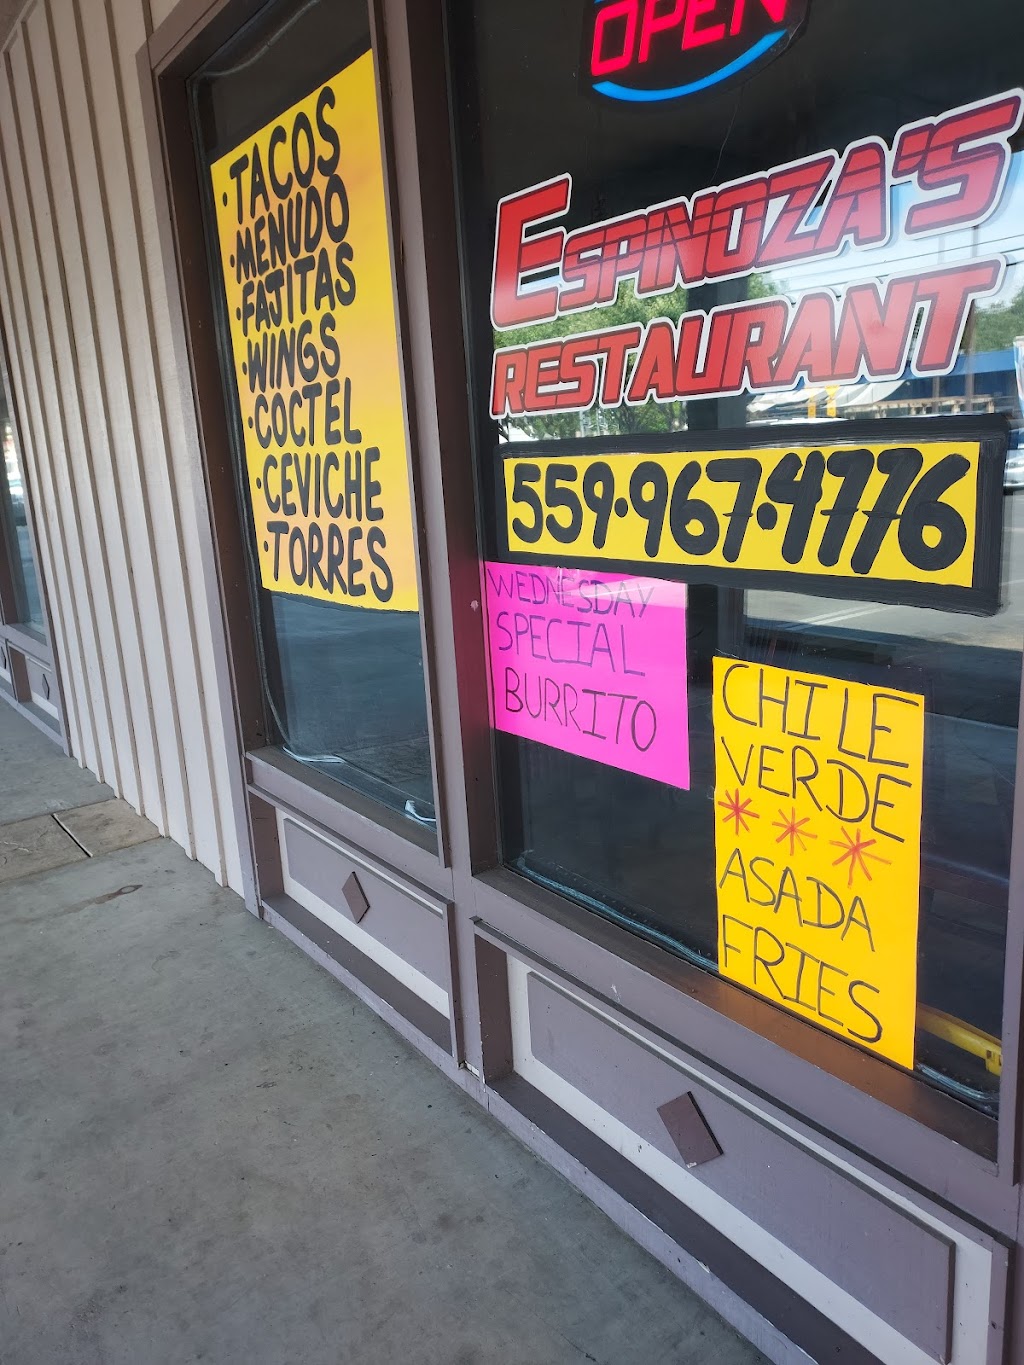 ·TACOS
·MENUDO
·FAJITAS
·WINGS
·COCTEL
·CEVICHE
·TORRES
OPEN
ESPINOZA'S
RESTAURANT
559·967·4776
WEDNESDAY
SPECIAL
BURRITO
CHILE
VERDE
***
ASADA
FRIES